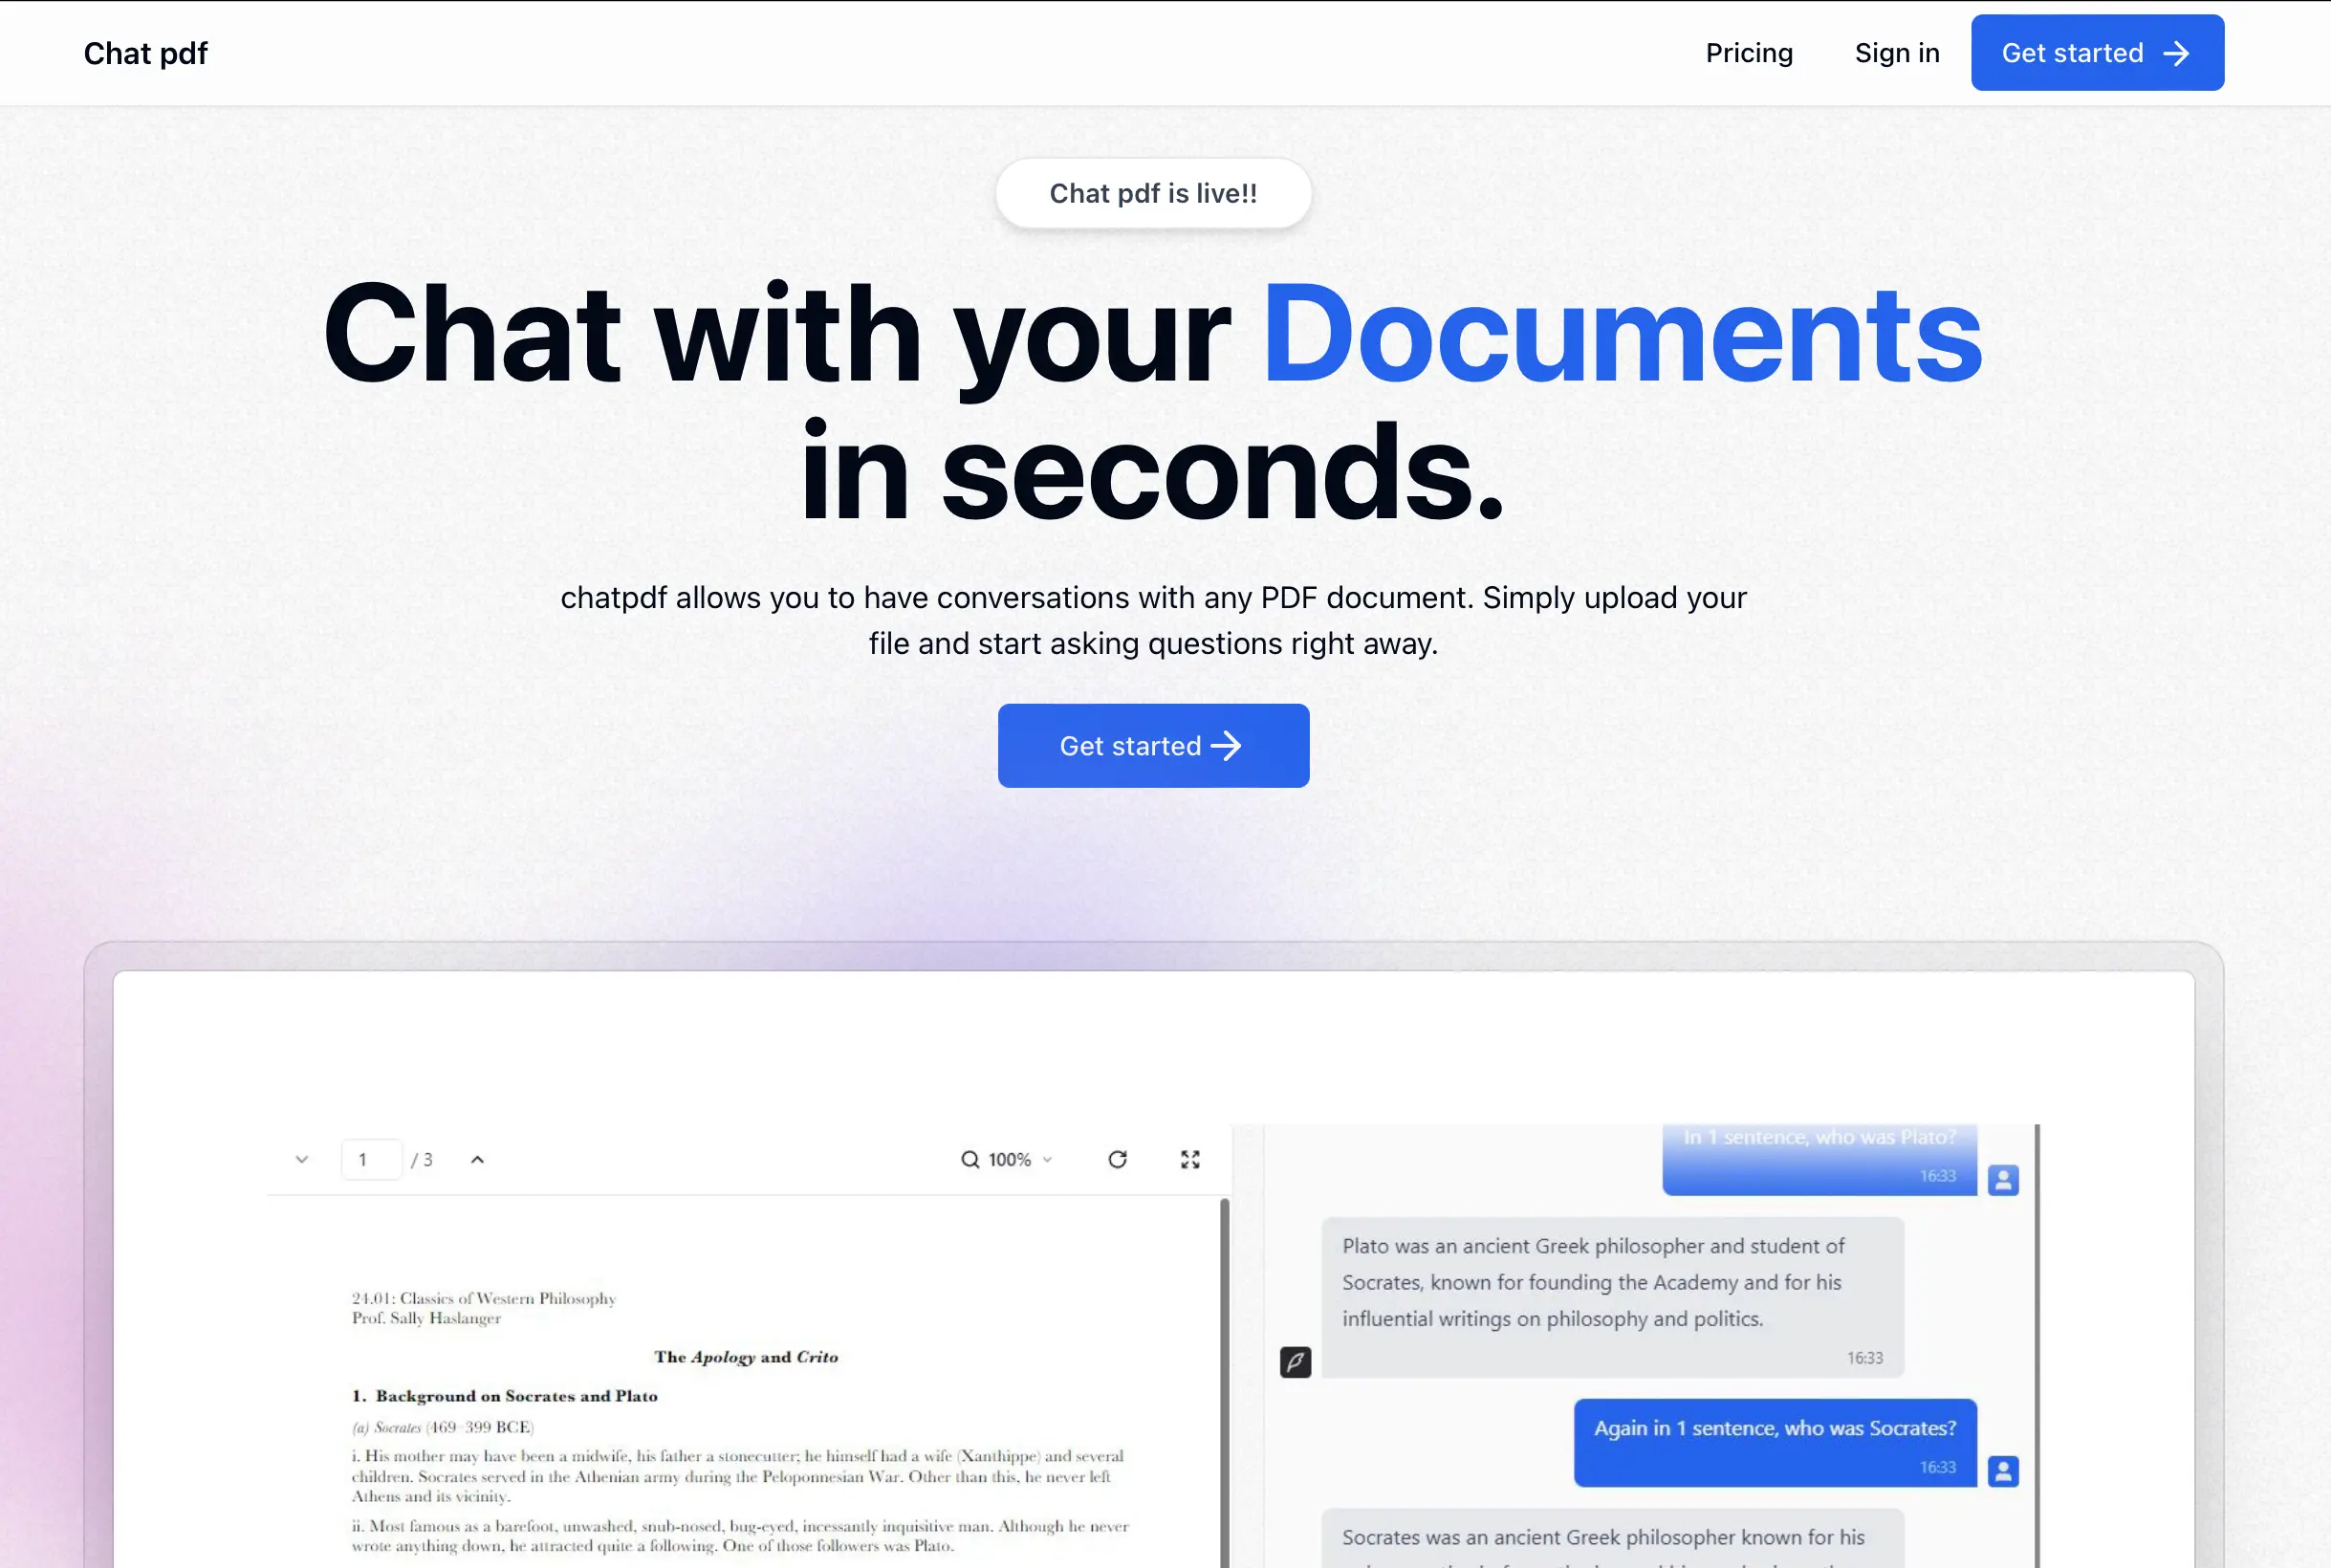 Chat pdf
Pricing
Sign in
Get started
Chat pdf is live!!
Chat with your Documents
in seconds.
chatpdf allows you to have conversations with any PDF document. Simply upload your
file and start asking questions right away.
Get started
1 / 3
100%
24.01: Classics of Western Philosophy
Prof. Sally Haslanger
The Apology and Crito
1. Background on Socrates and Plato
(a) Socrates (469–399 BCE)
i. His mother may have been a midwife, his father a stonecutter; he himself had a wife (Xanthippe) and several
children. Socrates served in the Athenian army during the Peloponnesian War. Other than this, he never left
Athens and its vicinity.
ii. Most famous as a barefoot, unwashed, snub-nosed, bug-eyed, incessantly inquisitive man. Although he never
wrote anything down, he attracted quite a following. One of those followers was Plato.
In 1 sentence, who was Plato?
16:33
Plato was an ancient Greek philosopher and student of
Socrates, known for founding the Academy and for his
influential writings on philosophy and politics.
16:33
Again in 1 sentence, who was Socrates?
16:33
Socrates was an ancient Greek philosopher known for his